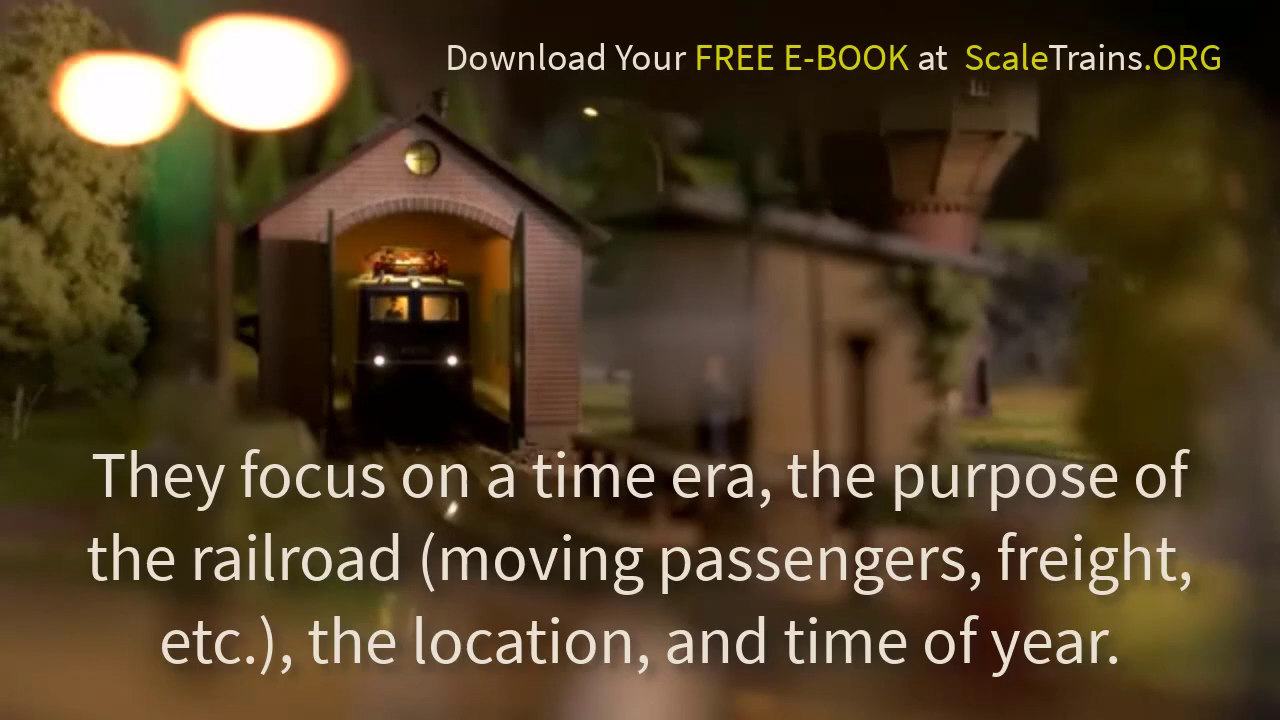 Download Your FREE E-BOOK at ScaleTrains.ORG
They focus on a time era, the purpose of
the railroad (moving passengers, freight,
etc.), the location, and time of year.